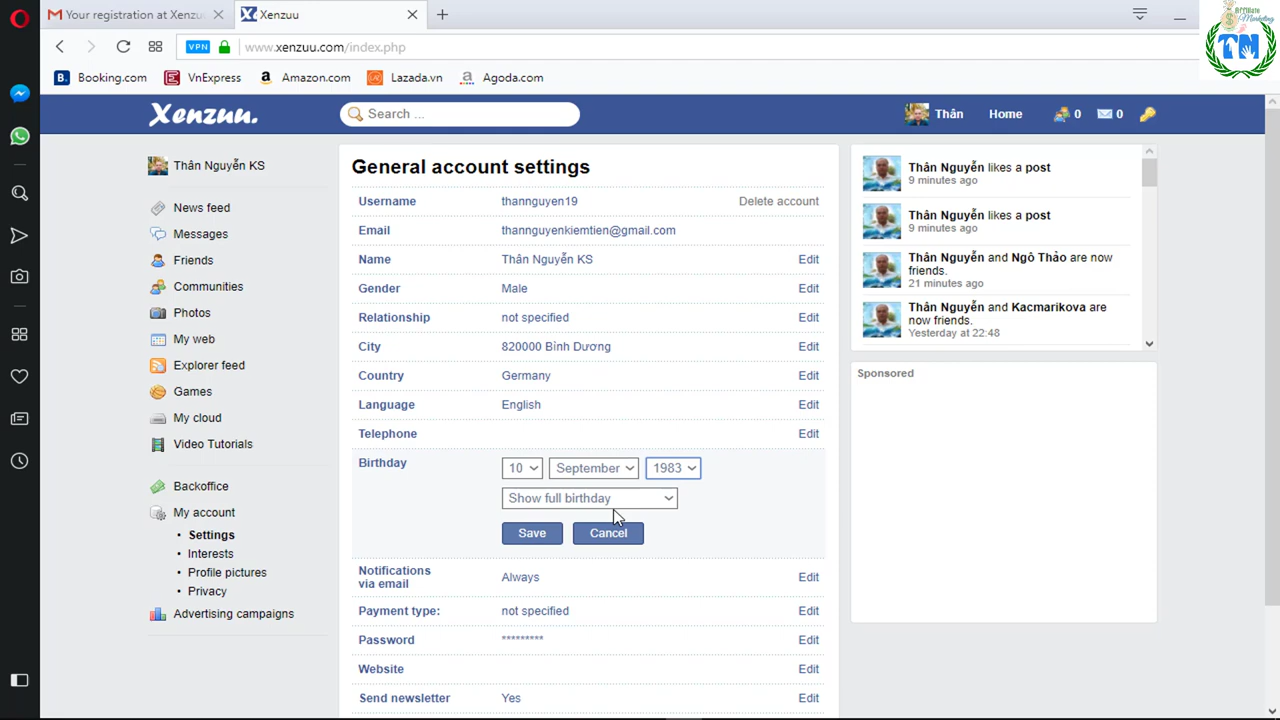 Your registration at Xenzu
Xenzuu
VPN
www.xenzuu.com/index.php
Affiliate
Marketing
TN
B. Booking.com
E VnExpress
a Amazon.com
Lazada.vn
a Agoda.com
Xenzuu.
Search ...
Thân
Home
0
0
Thân Nguyễn KS
News feed
Messages
Friends
Communities
Photos
My web
Explorer feed
Games
My cloud
Video Tutorials
Backoffice
My account
• Settings
• Interests
• Profile pictures
• Privacy
Advertising campaigns
General account settings
Username thannguyen19 Delete account
Email thannguyenkiemtien@gmail.com
Name Thân Nguyễn KS Edit
Gender Male Edit
Relationship not specified Edit
City 820000 Bình Dương Edit
Country Germany Edit
Language English Edit
Telephone Edit
Birthday 10 September 1983
Show full birthday
Save Cancel
Notifications
via email Always Edit
Payment type: not specified Edit
Password ********* Edit
Website Edit
Send newsletter Yes Edit
Thân Nguyễn likes a post
9 minutes ago
Thân Nguyễn likes a post
9 minutes ago
Thân Nguyễn and Ngô Thảo are now
friends.
21 minutes ago
Thân Nguyễn and Kacmarikova are
now friends.
Yesterday at 22:48
Sponsored